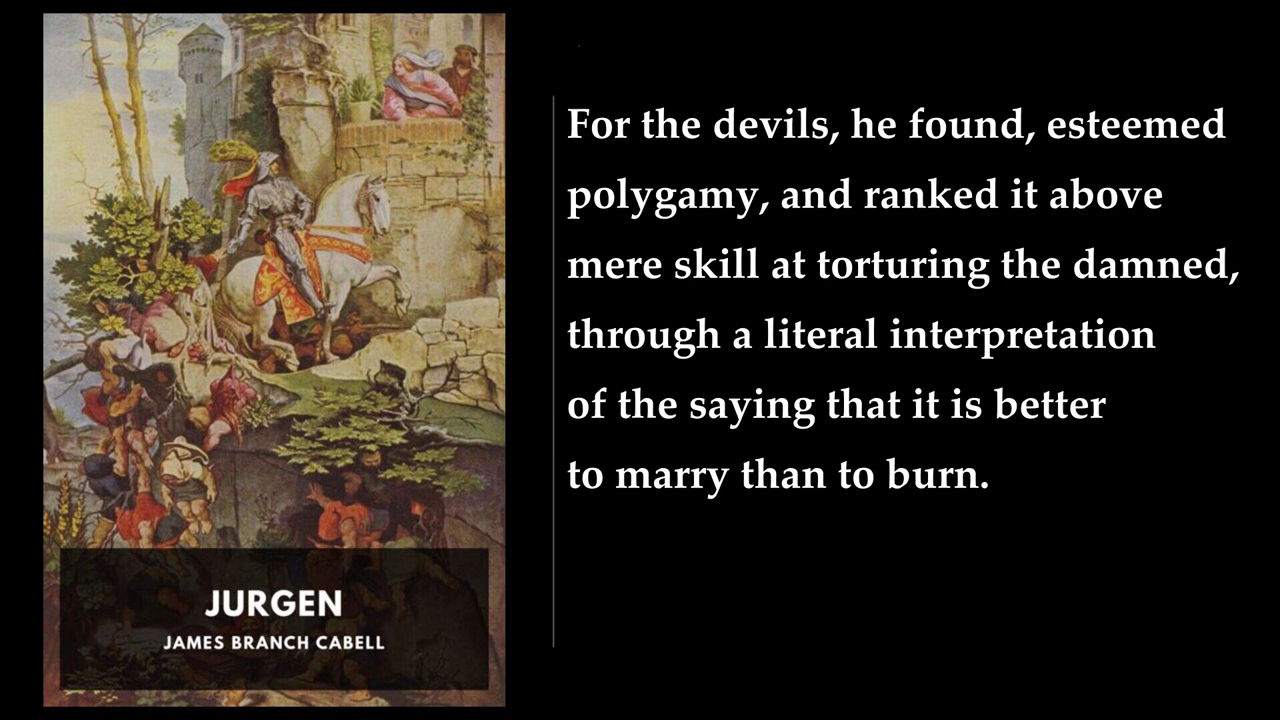 For the devils, he found, esteemed
polygamy, and ranked it above
mere skill at torturing the damned,
through a literal interpretation
of the saying that it is better
to marry than to burn.
JURGEN
JAMES BRANCH CABELL